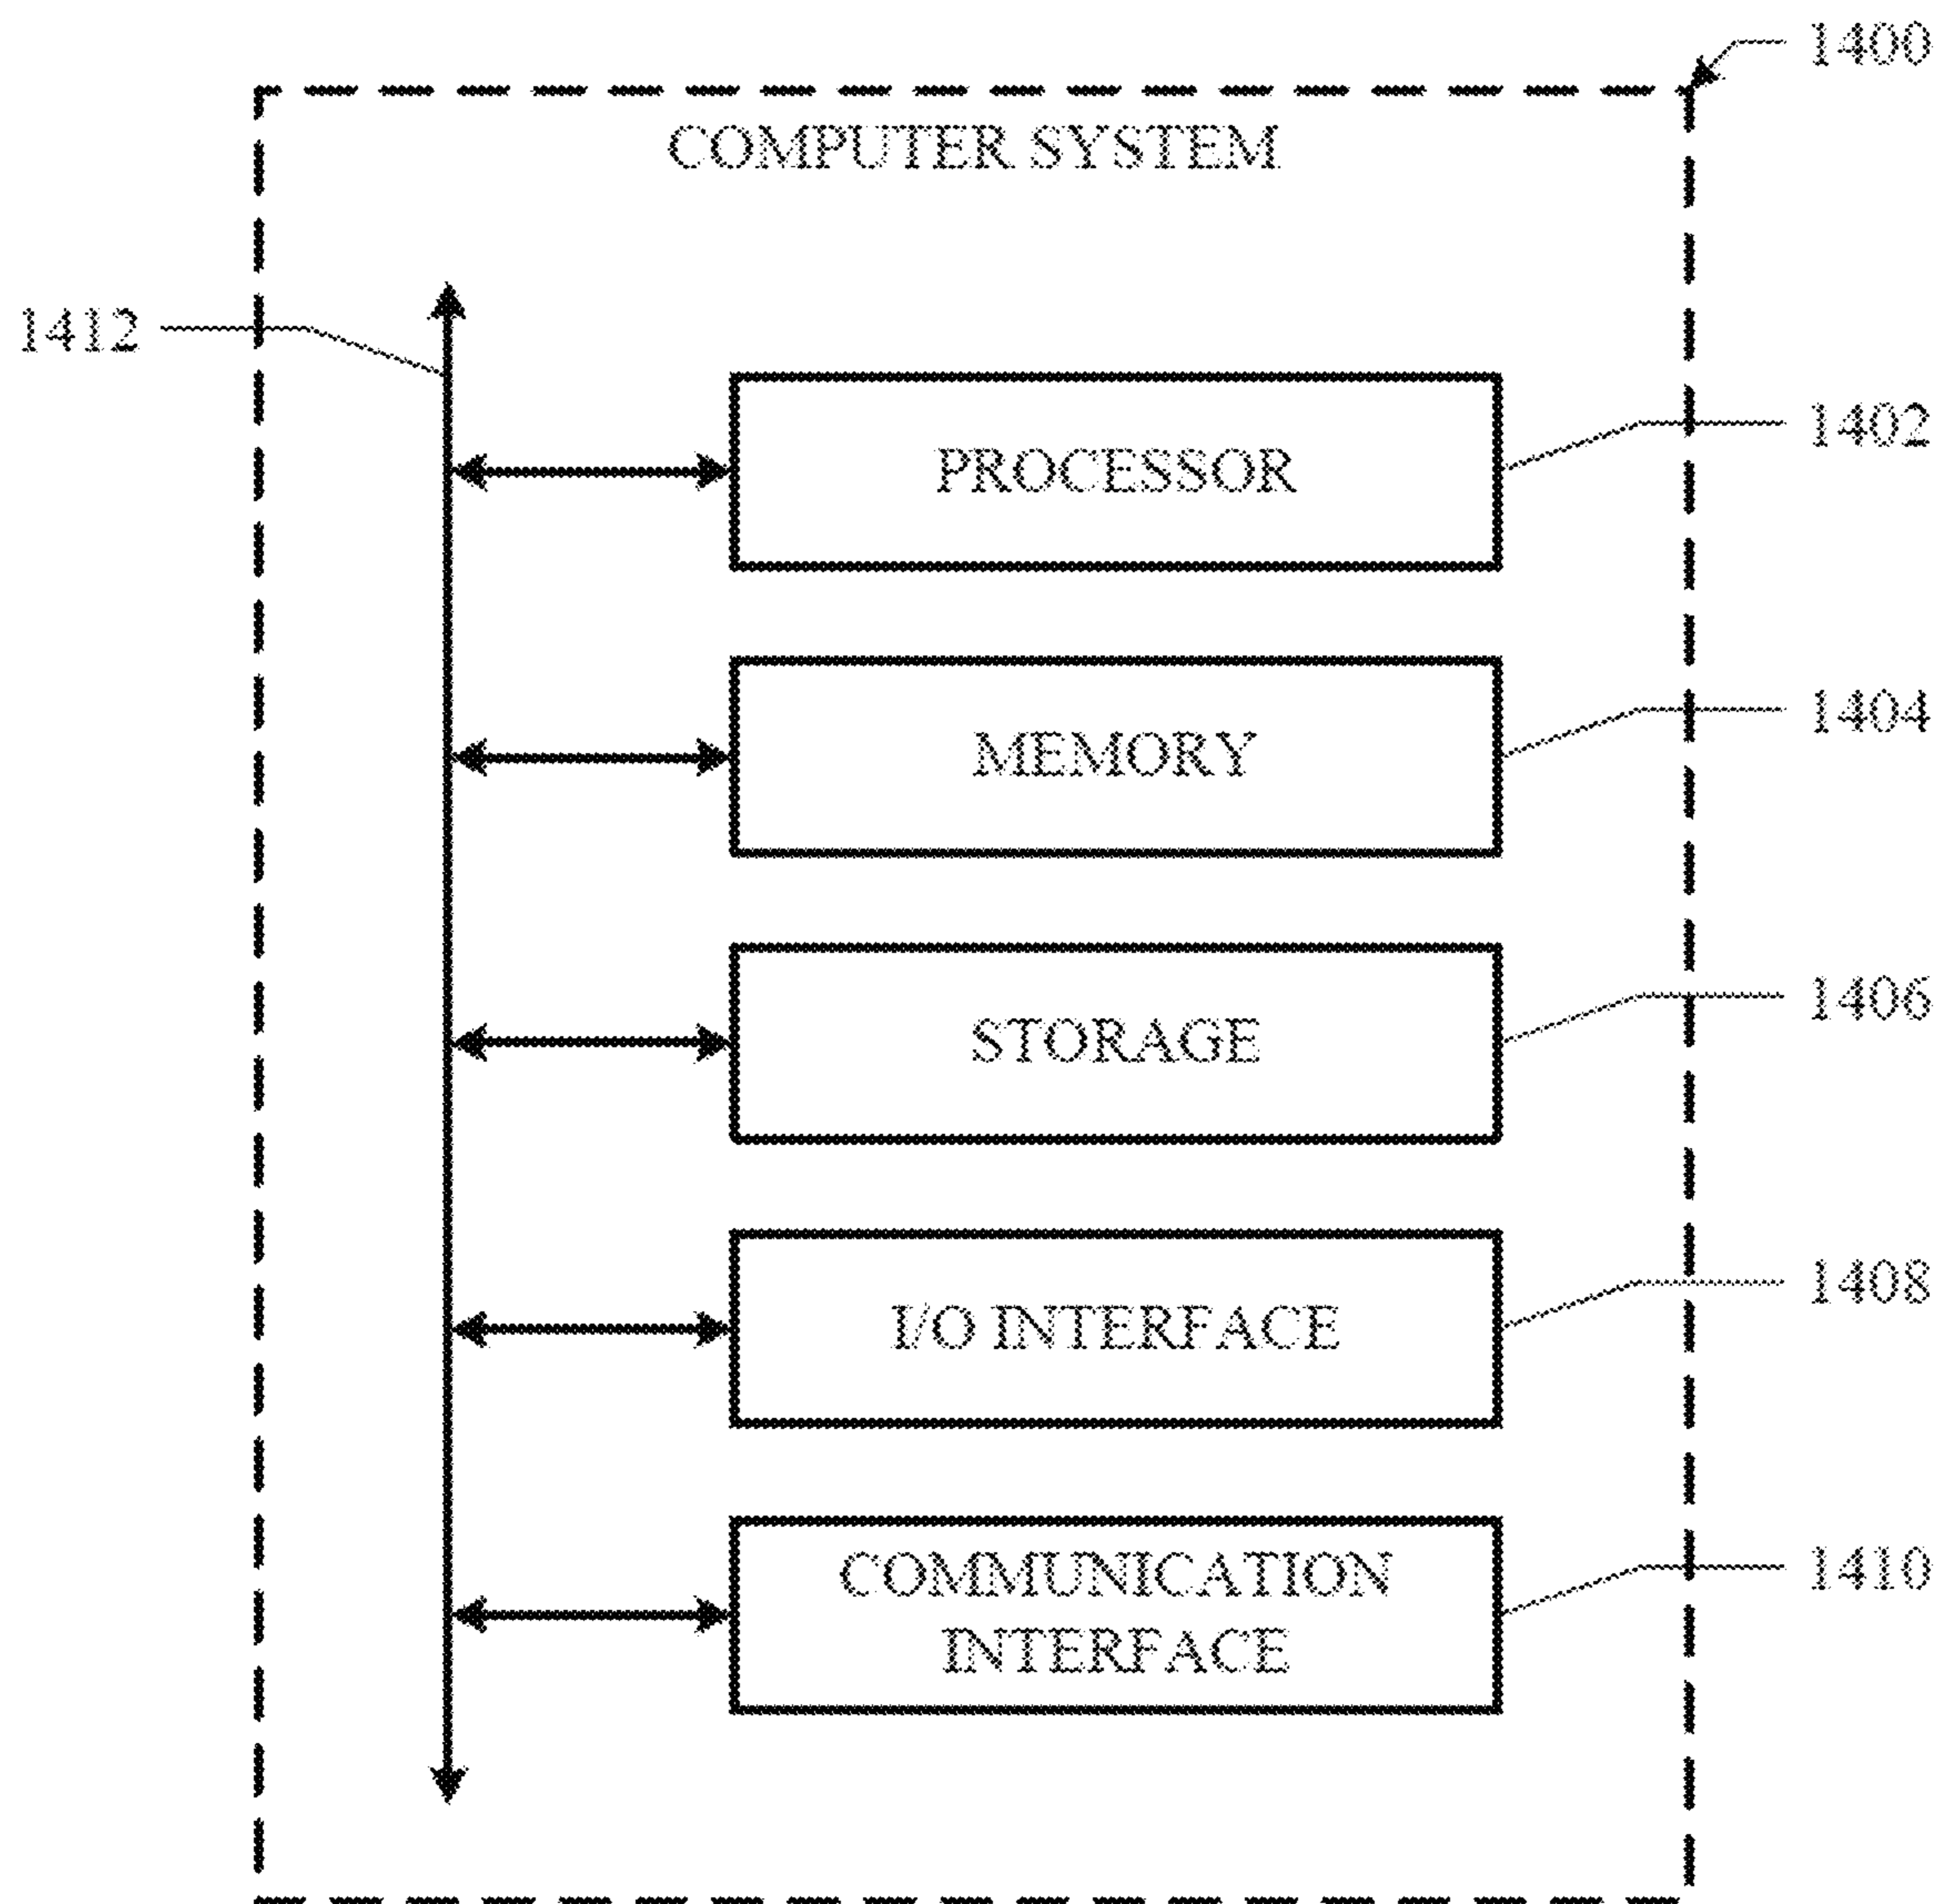 1400
COMPUTER SYSTEM
1412
PROCESSOR
1402
MEMORY
1404
STORAGE
1406
I/O INTERFACE
1408
COMMUNICATION
INTERFACE
1410